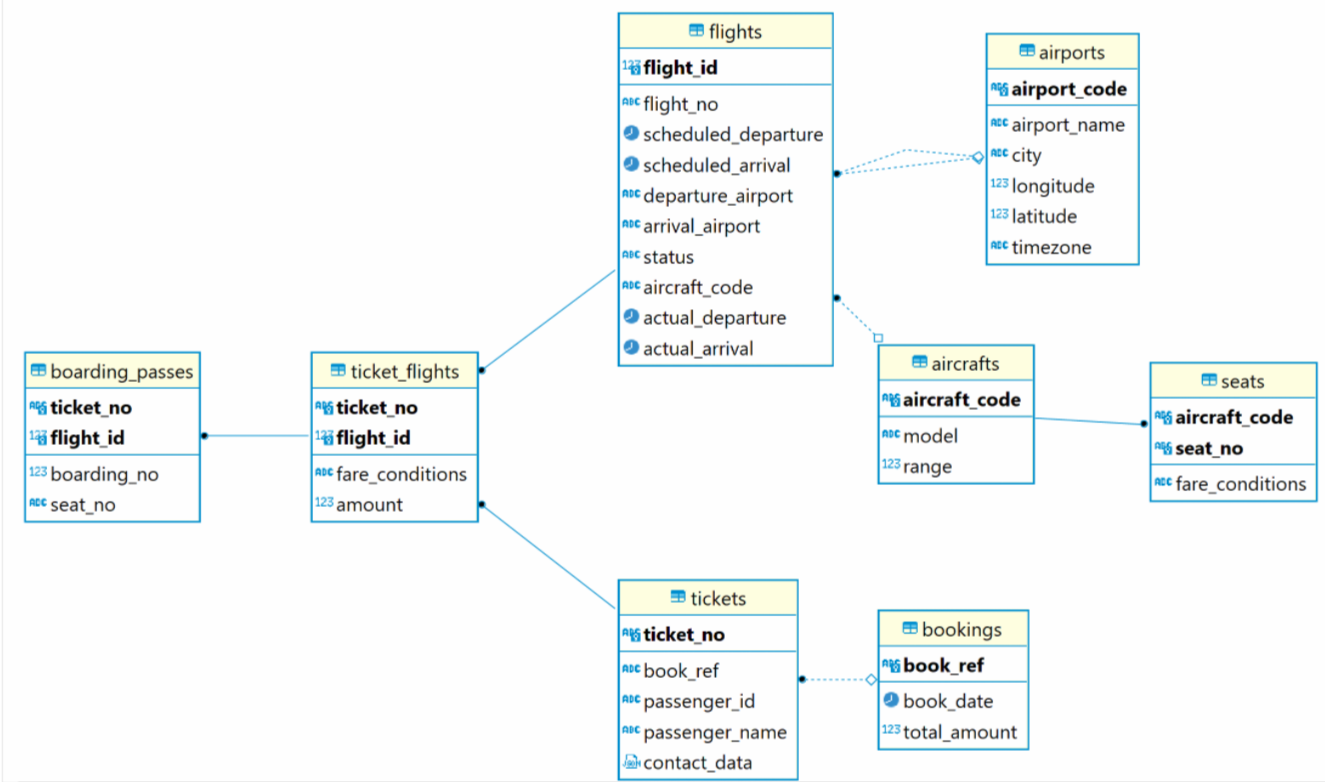 flights
flight_id
flight_no
scheduled_departure
scheduled_arrival
departure_airport
arrival_airport
status
aircraft_code
actual_departure
actual_arrival
airports
airport_code
airport_name
city
longitude
latitude
timezone
boarding_passes
ticket_no
flight_id
boarding_no
seat_no
ticket_flights
ticket_no
flight_id
fare_conditions
amount
aircrafts
aircraft_code
model
range
seats
aircraft_code
seat_no
fare_conditions
tickets
ticket_no
book_ref
passenger_id
passenger_name
contact_data
bookings
book_ref
book_date
total_amount